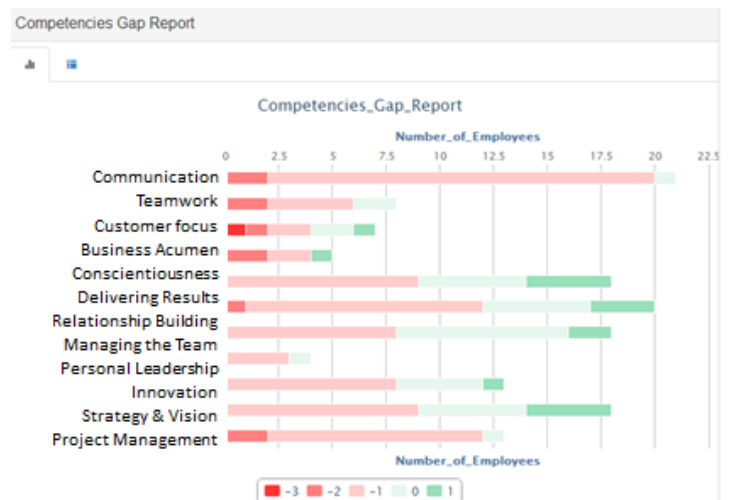 Competencies Gap Report
Competencies_Gap_Report
Number_of_Employees
0 2.5 5 7.5 10 12.5 15 17.5 20 22.5
Communication
Teamwork
Customer focus
Business Acumen
Conscientiousness
Delivering Results
Relationship Building
Managing the Team
Personal Leadership
Innovation
Strategy & Vision
Project Management
Number_of_Employees
-3 -2 -1 0 1